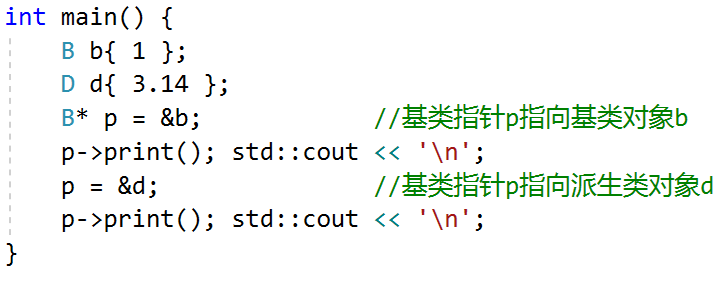 int main() {
    B b{ 1 };
    D d{ 3.14 };
    B* p = &b;            //基类指针p指向基类对象b
    p->print(); std::cout << '\n';
    p = &d;               //基类指针p指向派生类对象d
    p->print(); std::cout << '\n';
}